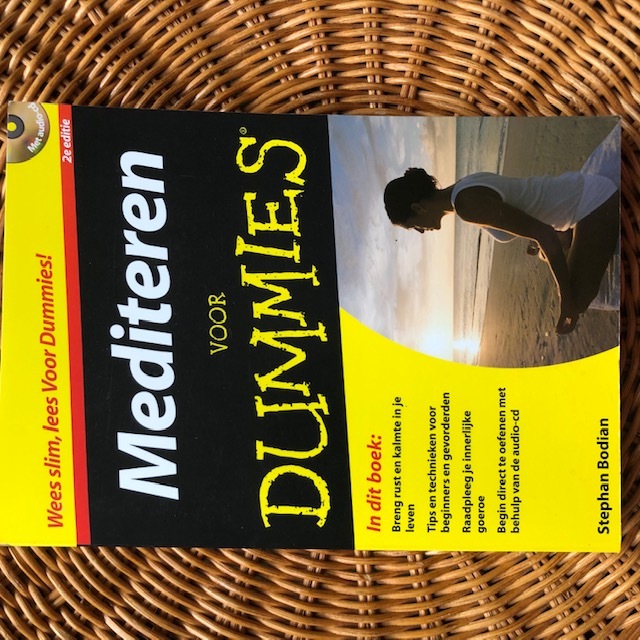 Wees slim, lees Voor Dummies!
Met audio-cd
2e editie
Mediteren
VOOR
DUMMIES®
In dit boek:
Breng rust en kalmte in je
leven
Tips en technieken voor
beginners en gevorderden
Raadpleeg je innerlijke
goeroe
Begin direct te oefenen met
behulp van de audio-cd
Stephan Bodian